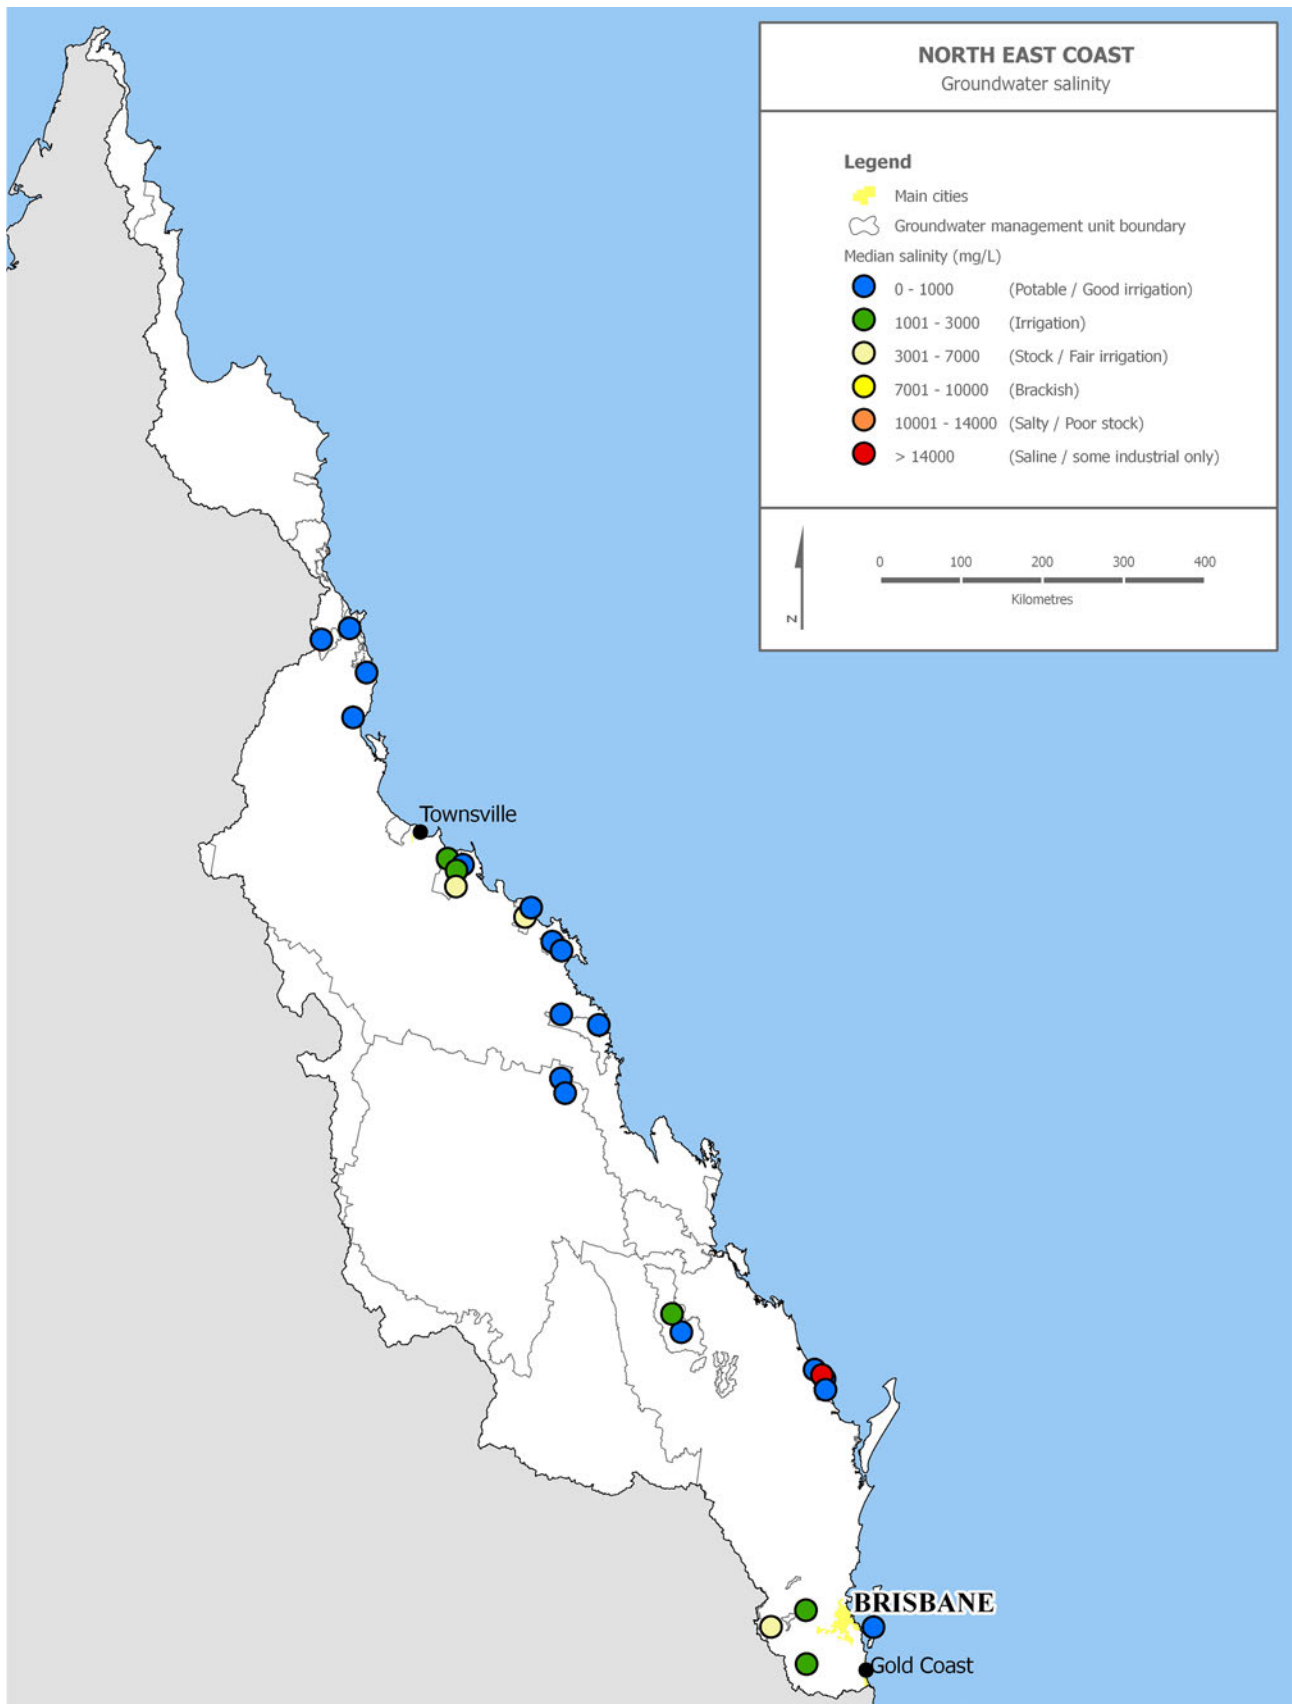 NORTH EAST COAST
Groundwater salinity
Legend
Main cities
Groundwater management unit boundary
Median salinity (mg/L)
0 - 1000 (Potable / Good irrigation)
1001 - 3000 (Irrigation)
3001 - 7000 (Stock / Fair irrigation)
7001 - 10000 (Brackish)
10001 - 14000 (Salty / Poor stock)
> 14000 (Saline / some industrial only)
0 100 200 300 400
Kilometres
N
Townsville
BRISBANE
Gold Coast